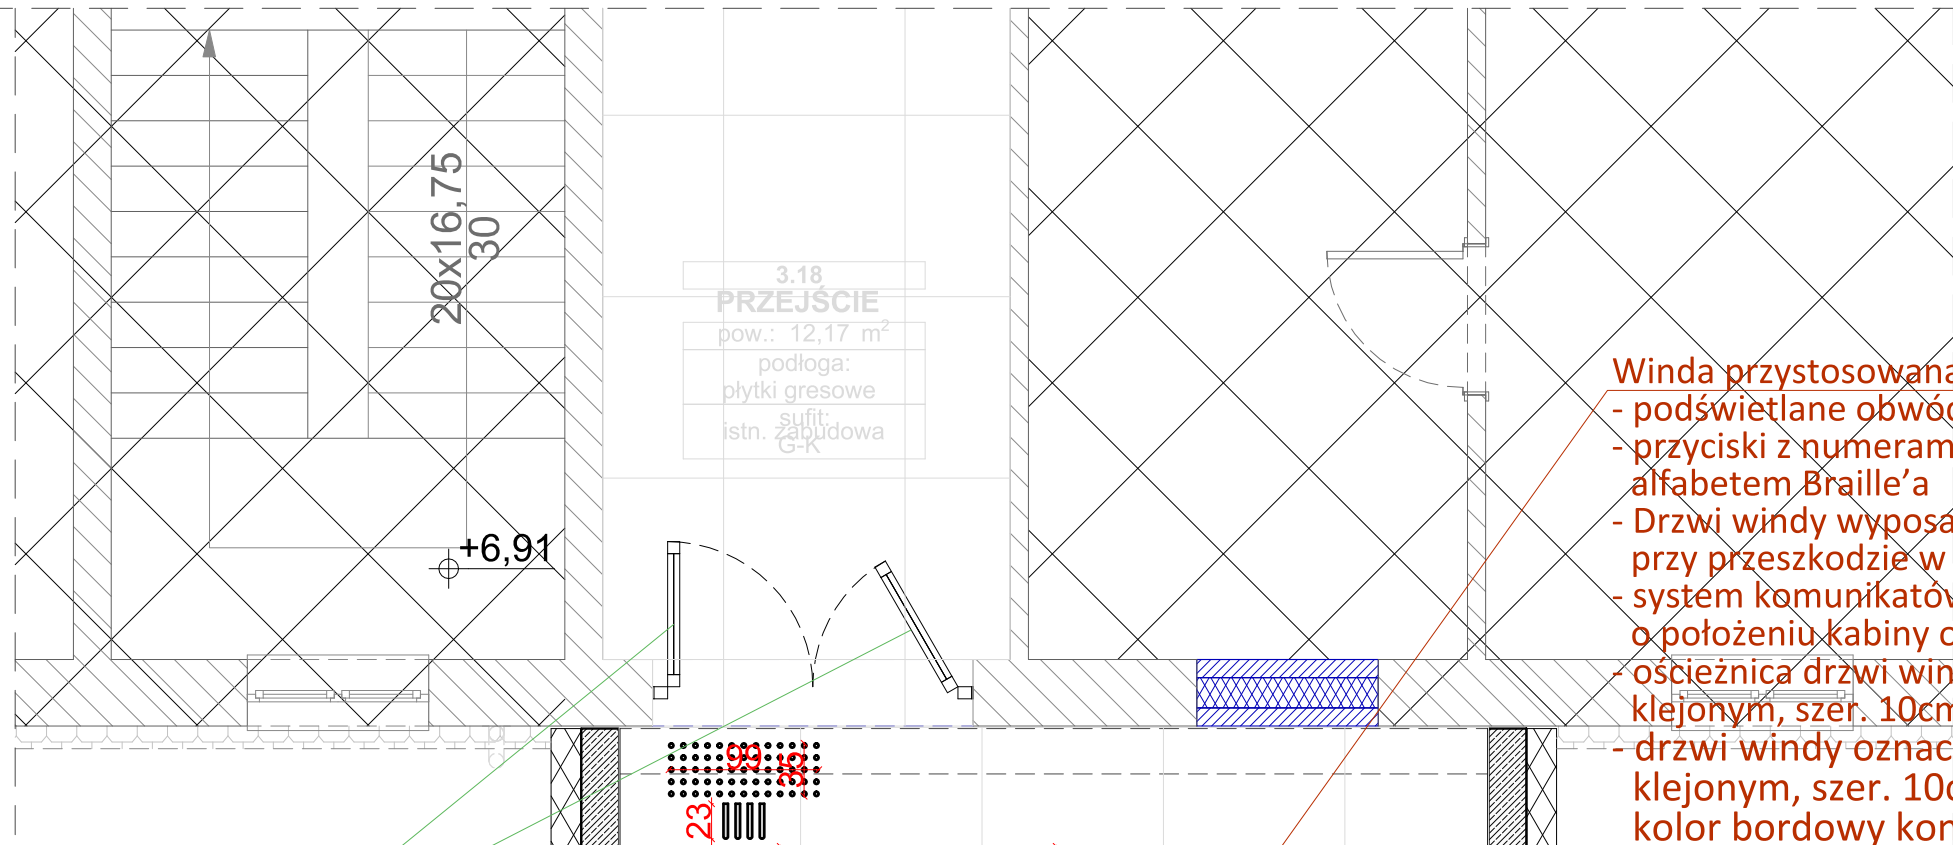 20x16,75
30
+6,91
3.18
PRZEJŚCIE
pow.: 12,17 m²
podłoga:
płytki gresowe
sufit:
istn. zabudowa
G-K
99
35
23
Winda przystosowana
- podświetlane obwó
- przyciski z numeram
alfabetem Braille’a
- Drzwi windy wyposa
przy przeszkodzie w
- system komunikatów
o położeniu kabiny
- ościeżnica drzwi win
klejonym, szer. 10cm
- drzwi windy oznac
klejonym, szer. 10
kolor bordowy kon